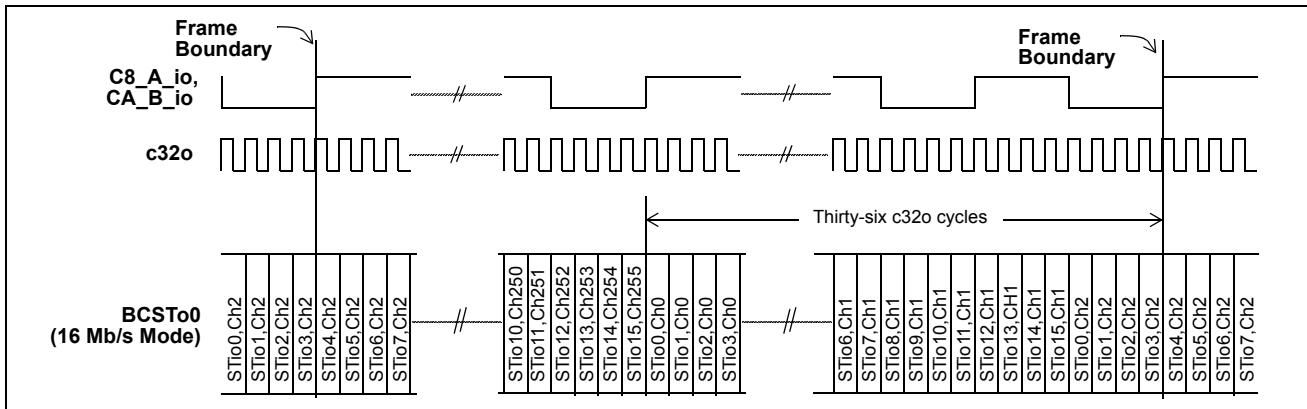 Frame
Boundary
Frame
Boundary
C8_A_io,
CA_B_io
c32o
Thirty-six c32o cycles
BCSTo0
(16 Mb/s Mode)
STio0,Ch2
STio1,Ch2
STio2,Ch2
STio3,Ch2
STio4,Ch2
STio5,Ch2
STio6,Ch2
STio7,Ch2
STio10,Ch250
STio11,Ch251
STio12,Ch252
STio13,Ch253
STio14,Ch254
STio15,Ch255
STio0,Ch0
STio1,Ch0
STio2,Ch0
STio3,Ch0
STio6,Ch1
STio7,Ch1
STio8,Ch1
STio9,Ch1
STio10,Ch1
STio11,Ch1
STio12,Ch1
STio13,CH1
STio14,Ch1
STio15,Ch1
STio0,Ch2
STio1,Ch2
STio2,Ch2
STio3,Ch2
STio4,Ch2
STio5,Ch2
STio6,Ch2
STio7,Ch2